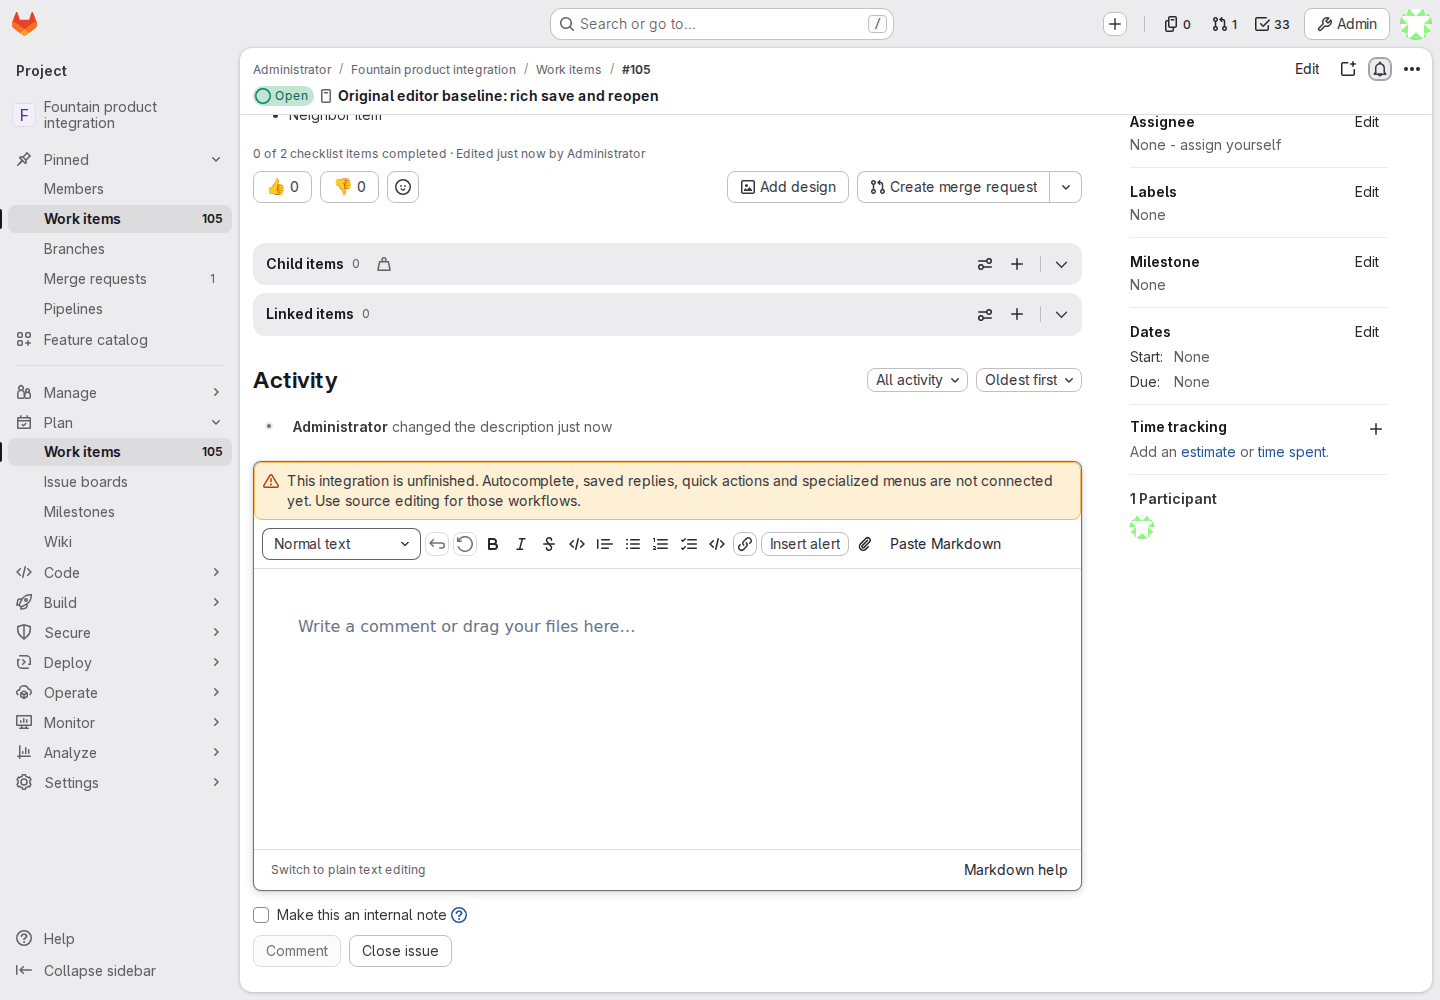 Search or go to...
/
0
1
33
Admin
Project
F
Fountain product integration
Pinned
Members
Work items
105
Branches
Merge requests
1
Pipelines
Feature catalog
Manage
Plan
Work items
105
Issue boards
Milestones
Wiki
Code
Build
Secure
Deploy
Operate
Monitor
Analyze
Settings
Help
Collapse sidebar
Administrator / Fountain product integration / Work items / #105
Edit
Open
Original editor baseline: rich save and reopen
Neighbor item
0 of 2 checklist items completed · Edited just now by Administrator
👍 0
👎 0
Add design
Create merge request
Child items 0
Linked items 0
Activity
All activity
Oldest first
Administrator changed the description just now
This integration is unfinished. Autocomplete, saved replies, quick actions and specialized menus are not connected
yet. Use source editing for those workflows.
Normal text
Insert alert
Paste Markdown
Write a comment or drag your files here…
Switch to plain text editing
Markdown help
Make this an internal note
Comment
Close issue
Assignee
Edit
None - assign yourself
Labels
Edit
None
Milestone
Edit
None
Dates
Edit
Start: None
Due: None
Time tracking
Add an estimate or time spent.
1 Participant